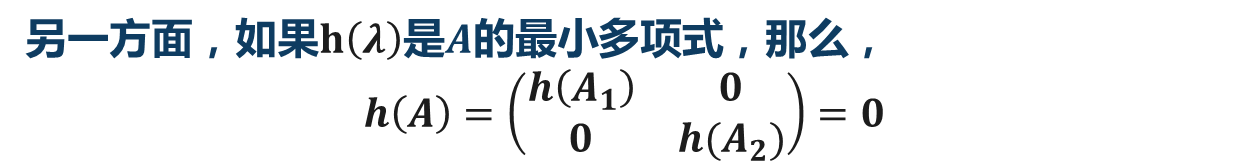 另一方面，如果h(λ)是A的最小多项式，那么，
h(A) = (h(A₁) 0
0 h(A₂)) = 0